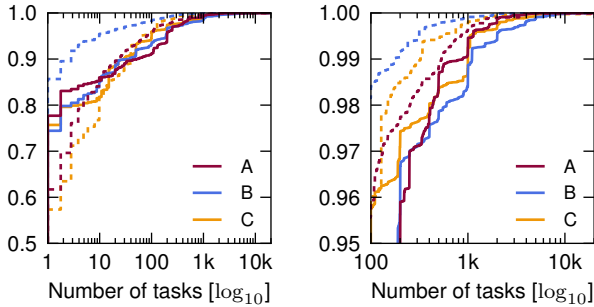 1.0
0.9
0.8
0.7
0.6
0.5
1 10 100 1k 10k
Number of tasks [log10]
A
B
C
1.00
0.99
0.98
0.97
0.96
0.95
100 1k 10k
Number of tasks [log10]
A
B
C